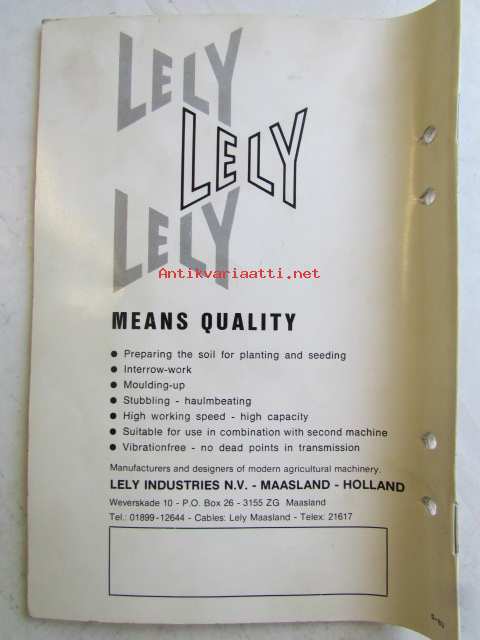 LELY
LELY
LELY
Antikvariaatti.net
MEANS QUALITY
● Preparing the soil for planting and seeding
● Interrow-work
● Moulding-up
● Stubbling - haulmbeating
● High working speed - high capacity
● Suitable for use in combination with second machine
● Vibrationfree - no dead points in transmission
Manufacturers and designers of modern agricultural machinery.
LELY INDUSTRIES N.V. - MAASLAND - HOLLAND
Weverskade 10 - P.O. Box 26 - 3155 ZG Maasland
Tel.: 01899-12644 - Cables: Lely Maasland - Telex: 21617